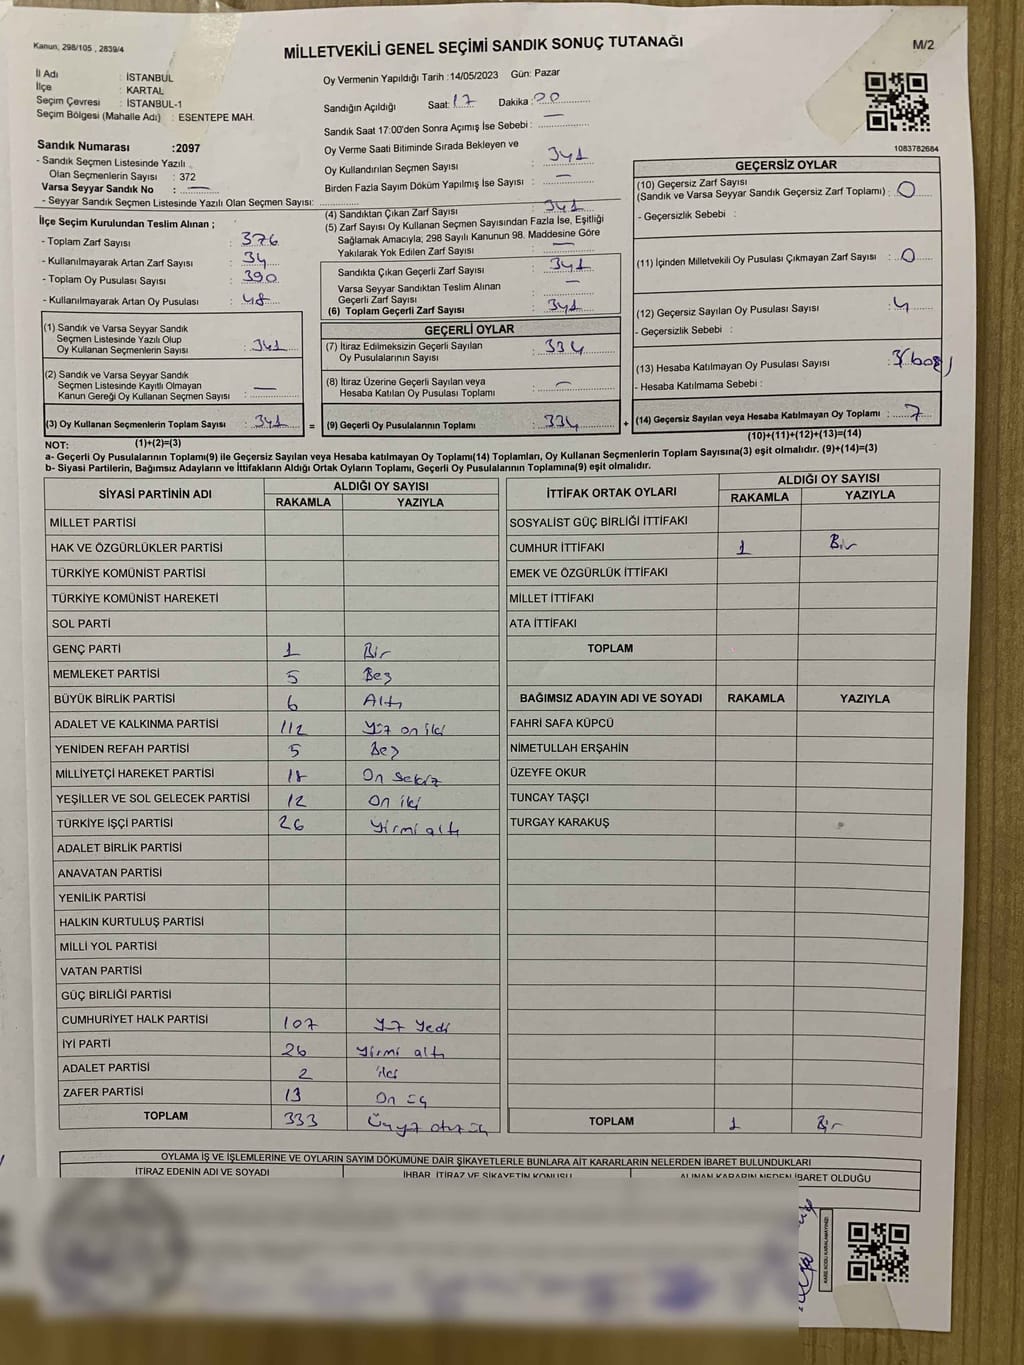 Kanun; 298/105 , 2839/4
MİLLETVEKİLİ GENEL SEÇİMİ SANDIK SONUÇ TUTANAĞI
M/2
İl Adı : İSTANBUL
İlçe : KARTAL
Seçim Çevresi : İSTANBUL-1
Seçim Bölgesi (Mahalle Adı) : ESENTEPE MAH.
Sandık Numarası :2097
- Sandık Seçmen Listesinde Yazılı
Olan Seçmenlerin Sayısı : 372
Varsa Seyyar Sandık No : —
- Seyyar Sandık Seçmen Listesinde Yazılı Olan Seçmen Sayısı:
Oy Vermenin Yapıldığı Tarih :14/05/2023 Gün: Pazar
Sandığın Açıldığı Saat: 17 Dakika : 00
Sandık Saat 17:00'den Sonra Açımış İse Sebebi : —
Oy Verme Saati Bitiminde Sırada Bekleyen ve
Oy Kullandırılan Seçmen Sayısı : 341
Birden Fazla Sayım Döküm Yapılmış İse Sayısı : —
1083782684
İlçe Seçim Kurulundan Teslim Alınan ;
- Toplam Zarf Sayısı : 376
- Kullanılmayarak Artan Zarf Sayısı : 34
- Toplam Oy Pusulası Sayısı : 390
- Kullanılmayarak Artan Oy Pusulası : 48
(1) Sandık ve Varsa Seyyar Sandık
Seçmen Listesinde Yazılı Olup
Oy Kullanan Seçmenlerin Sayısı : 341
(2) Sandık ve Varsa Seyyar Sandık
Seçmen Listesinde Kayıtlı Olmayan
Kanun Gereği Oy Kullanan Seçmen Sayısı : —
(3) Oy Kullanan Seçmenlerin Toplam Sayısı : 341 =
(4) Sandıktan Çıkan Zarf Sayısı : 341
(5) Zarf Sayısı Oy Kullanan Seçmen Sayısından Fazla İse, Eşitliği
Sağlamak Amacıyla; 298 Sayılı Kanunun 98. Maddesine Göre
Yakılarak Yok Edilen Zarf Sayısı : —
Sandıkta Çıkan Geçerli Zarf Sayısı : 341
Varsa Seyyar Sandıktan Teslim Alınan
Geçerli Zarf Sayısı : —
(6) Toplam Geçerli Zarf Sayısı : 341
GEÇERLİ OYLAR
(7) İtiraz Edilmeksizin Geçerli Sayılan
Oy Pusulalarının Sayısı : 334
(8) İtiraz Üzerine Geçerli Sayılan veya
Hesaba Katılan Oy Pusulası Toplamı : —
(9) Geçerli Oy Pusulalarının Toplamı : 334 +
GEÇERSİZ OYLAR
(10) Geçersiz Zarf Sayısı
(Sandık ve Varsa Seyyar Sandık Geçersiz Zarf Toplamı) : 0
- Geçersizlik Sebebi :
(11) İçinden Milletvekili Oy Pusulası Çıkmayan Zarf Sayısı : 0
(12) Geçersiz Sayılan Oy Pusulası Sayısı : 4
- Geçersizlik Sebebi :
(13) Hesaba Katılmayan Oy Pusulası Sayısı : 3(boş)
- Hesaba Katılmama Sebebi :
(14) Geçersiz Sayılan veya Hesaba Katılmayan Oy Toplamı : 7
NOT: (1)+(2)=(3)
(10)+(11)+(12)+(13)=(14)
a- Geçerli Oy Pusulalarının Toplamı(9) ile Geçersiz Sayılan veya Hesaba katılmayan Oy Toplamı(14) Toplamları, Oy Kullanan Seçmenlerin Toplam Sayısına(3) eşit olmalıdır. (9)+(14)=(3)
b- Siyasi Partilerin, Bağımsız Adayların ve İttifakların Aldığı Ortak Oyların Toplamı, Geçerli Oy Pusulalarının Toplamına(9) eşit olmalıdır.
SİYASİ PARTİNİN ADI ALDIĞI OY SAYISI
RAKAMLA YAZIYLA
MİLLET PARTİSİ
HAK VE ÖZGÜRLÜKLER PARTİSİ
TÜRKİYE KOMÜNİST PARTİSİ
TÜRKİYE KOMÜNİST HAREKETİ
SOL PARTİ
GENÇ PARTİ 1 Bir
MEMLEKET PARTİSİ 5 Beş
BÜYÜK BİRLİK PARTİSİ 6 Altı
ADALET VE KALKINMA PARTİSİ 112 Yüz on iki
YENİDEN REFAH PARTİSİ 5 Beş
MİLLİYETÇİ HAREKET PARTİSİ 18 On sekiz
YEŞİLLER VE SOL GELECEK PARTİSİ 12 On iki
TÜRKİYE İŞÇİ PARTİSİ 26 Yirmi altı
ADALET BİRLİK PARTİSİ
ANAVATAN PARTİSİ
YENİLİK PARTİSİ
HALKIN KURTULUŞ PARTİSİ
MİLLİ YOL PARTİSİ
VATAN PARTİSİ
GÜÇ BİRLİĞİ PARTİSİ
CUMHURİYET HALK PARTİSİ 107 Yüz Yedi
İYİ PARTİ 26 Yirmi altı
ADALET PARTİSİ 2 iki
ZAFER PARTİSİ 13 On üç
TOPLAM 333 Üçyüz otuz üç
İTTİFAK ORTAK OYLARI ALDIĞI OY SAYISI
RAKAMLA YAZIYLA
SOSYALİST GÜÇ BİRLİĞİ İTTİFAKI
CUMHUR İTTİFAKI 1 Bir
EMEK VE ÖZGÜRLÜK İTTİFAKI
MİLLET İTTİFAKI
ATA İTTİFAKI
TOPLAM
BAĞIMSIZ ADAYIN ADI VE SOYADI RAKAMLA YAZIYLA
FAHRİ SAFA KÜPCÜ
NİMETULLAH ERŞAHİN
ÜZEYFE OKUR
TUNCAY TAŞÇI
TURGAY KARAKUŞ
TOPLAM 1 Bir
OYLAMA İŞ VE İŞLEMLERİNE VE OYLARIN SAYIM DÖKÜMÜNE DAİR ŞİKAYETLERLE BUNLARA AİT KARARLARIN NELERDEN İBARET BULUNDUKLARI
İTİRAZ EDENİN ADI VE SOYADI İHBAR, İTİRAZ VE ŞİKAYETİN KONUSU ALINAN KARARIN NEDEN İBARET OLDUĞU
KARE KODU KARALAMAYINIZ!